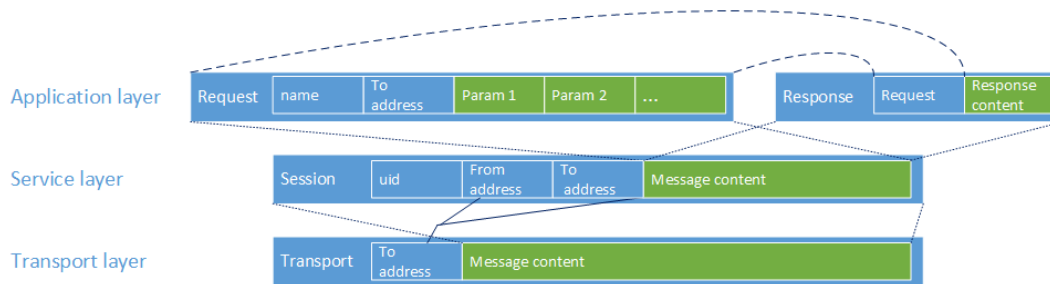 Application layer
Request
name
To
address
Param 1
Param 2
...
Response
Request
Response
content
Service layer
Session
uid
From
address
To
address
Message content
Transport layer
Transport
To
address
Message content